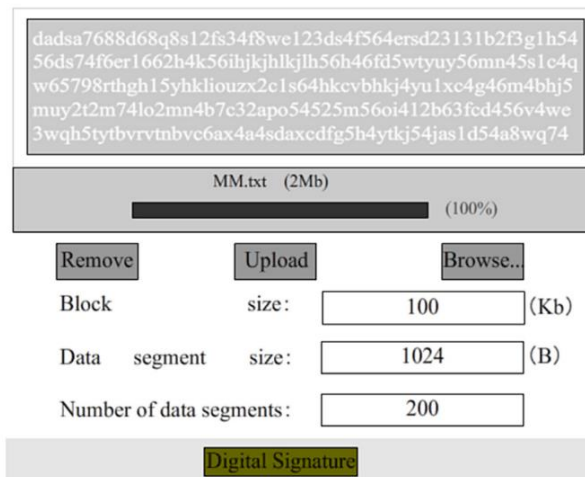 dadsa7688d68q8s12fs34f8we123ds4f564ersd23131b2f3g1h54
56ds74f6er1662h4k56ihjkjhlkjlh56h46fd5wtyuy56mn45s1c4q
w65798rthgh15yhkliouzx2c1s64hkcvbhkj4yu1xc4g46m4bhj5
muy2t2m74lo2mn4b7c32apo54525m56oi412b63fcd456v4we
3wqh5tytbvrvtnbvc6ax4a4sdaxcdfg5h4ytkj54jas1d54a8wq74
MM.txt (2Mb)
(100%)
Remove Upload Browse...
Block size: 100 (Kb)
Data segment size: 1024 (B)
Number of data segments: 200
Digital Signature